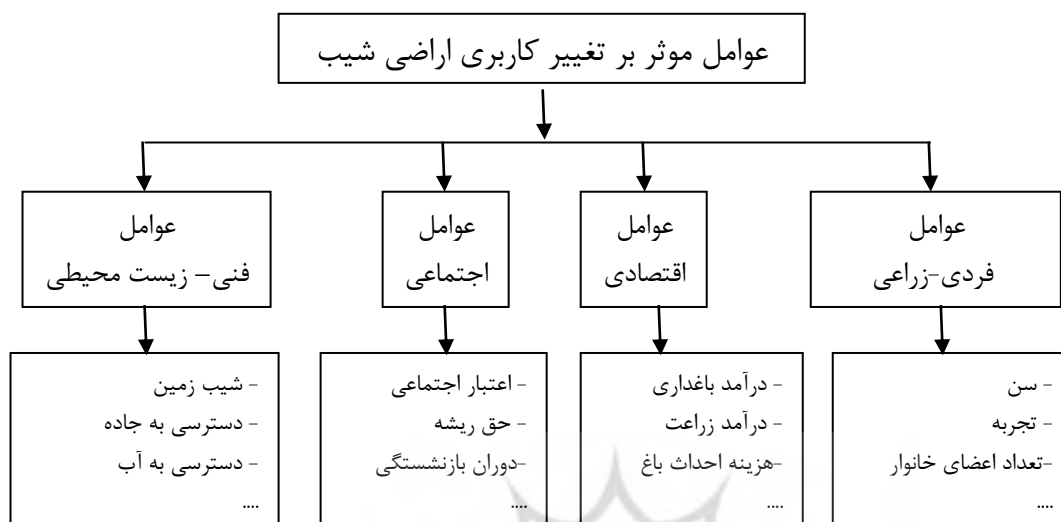 عوامل موثر بر تغییر کاربری اراضی شیب
عوامل
فردی-زراعی
عوامل
اقتصادی
عوامل
اجتماعی
عوامل
فنی– زیست محیطی
- سن
- تجربه
-تعداد اعضای خانوار
....
- درآمد باغداری
- درآمد زراعت
-هزینه احداث باغ
....
- اعتبار اجتماعی
- حق ریشه
-دوران بازنشستگی
....
- شیب زمین
- دسترسی به جاده
- دسترسی به آب
....